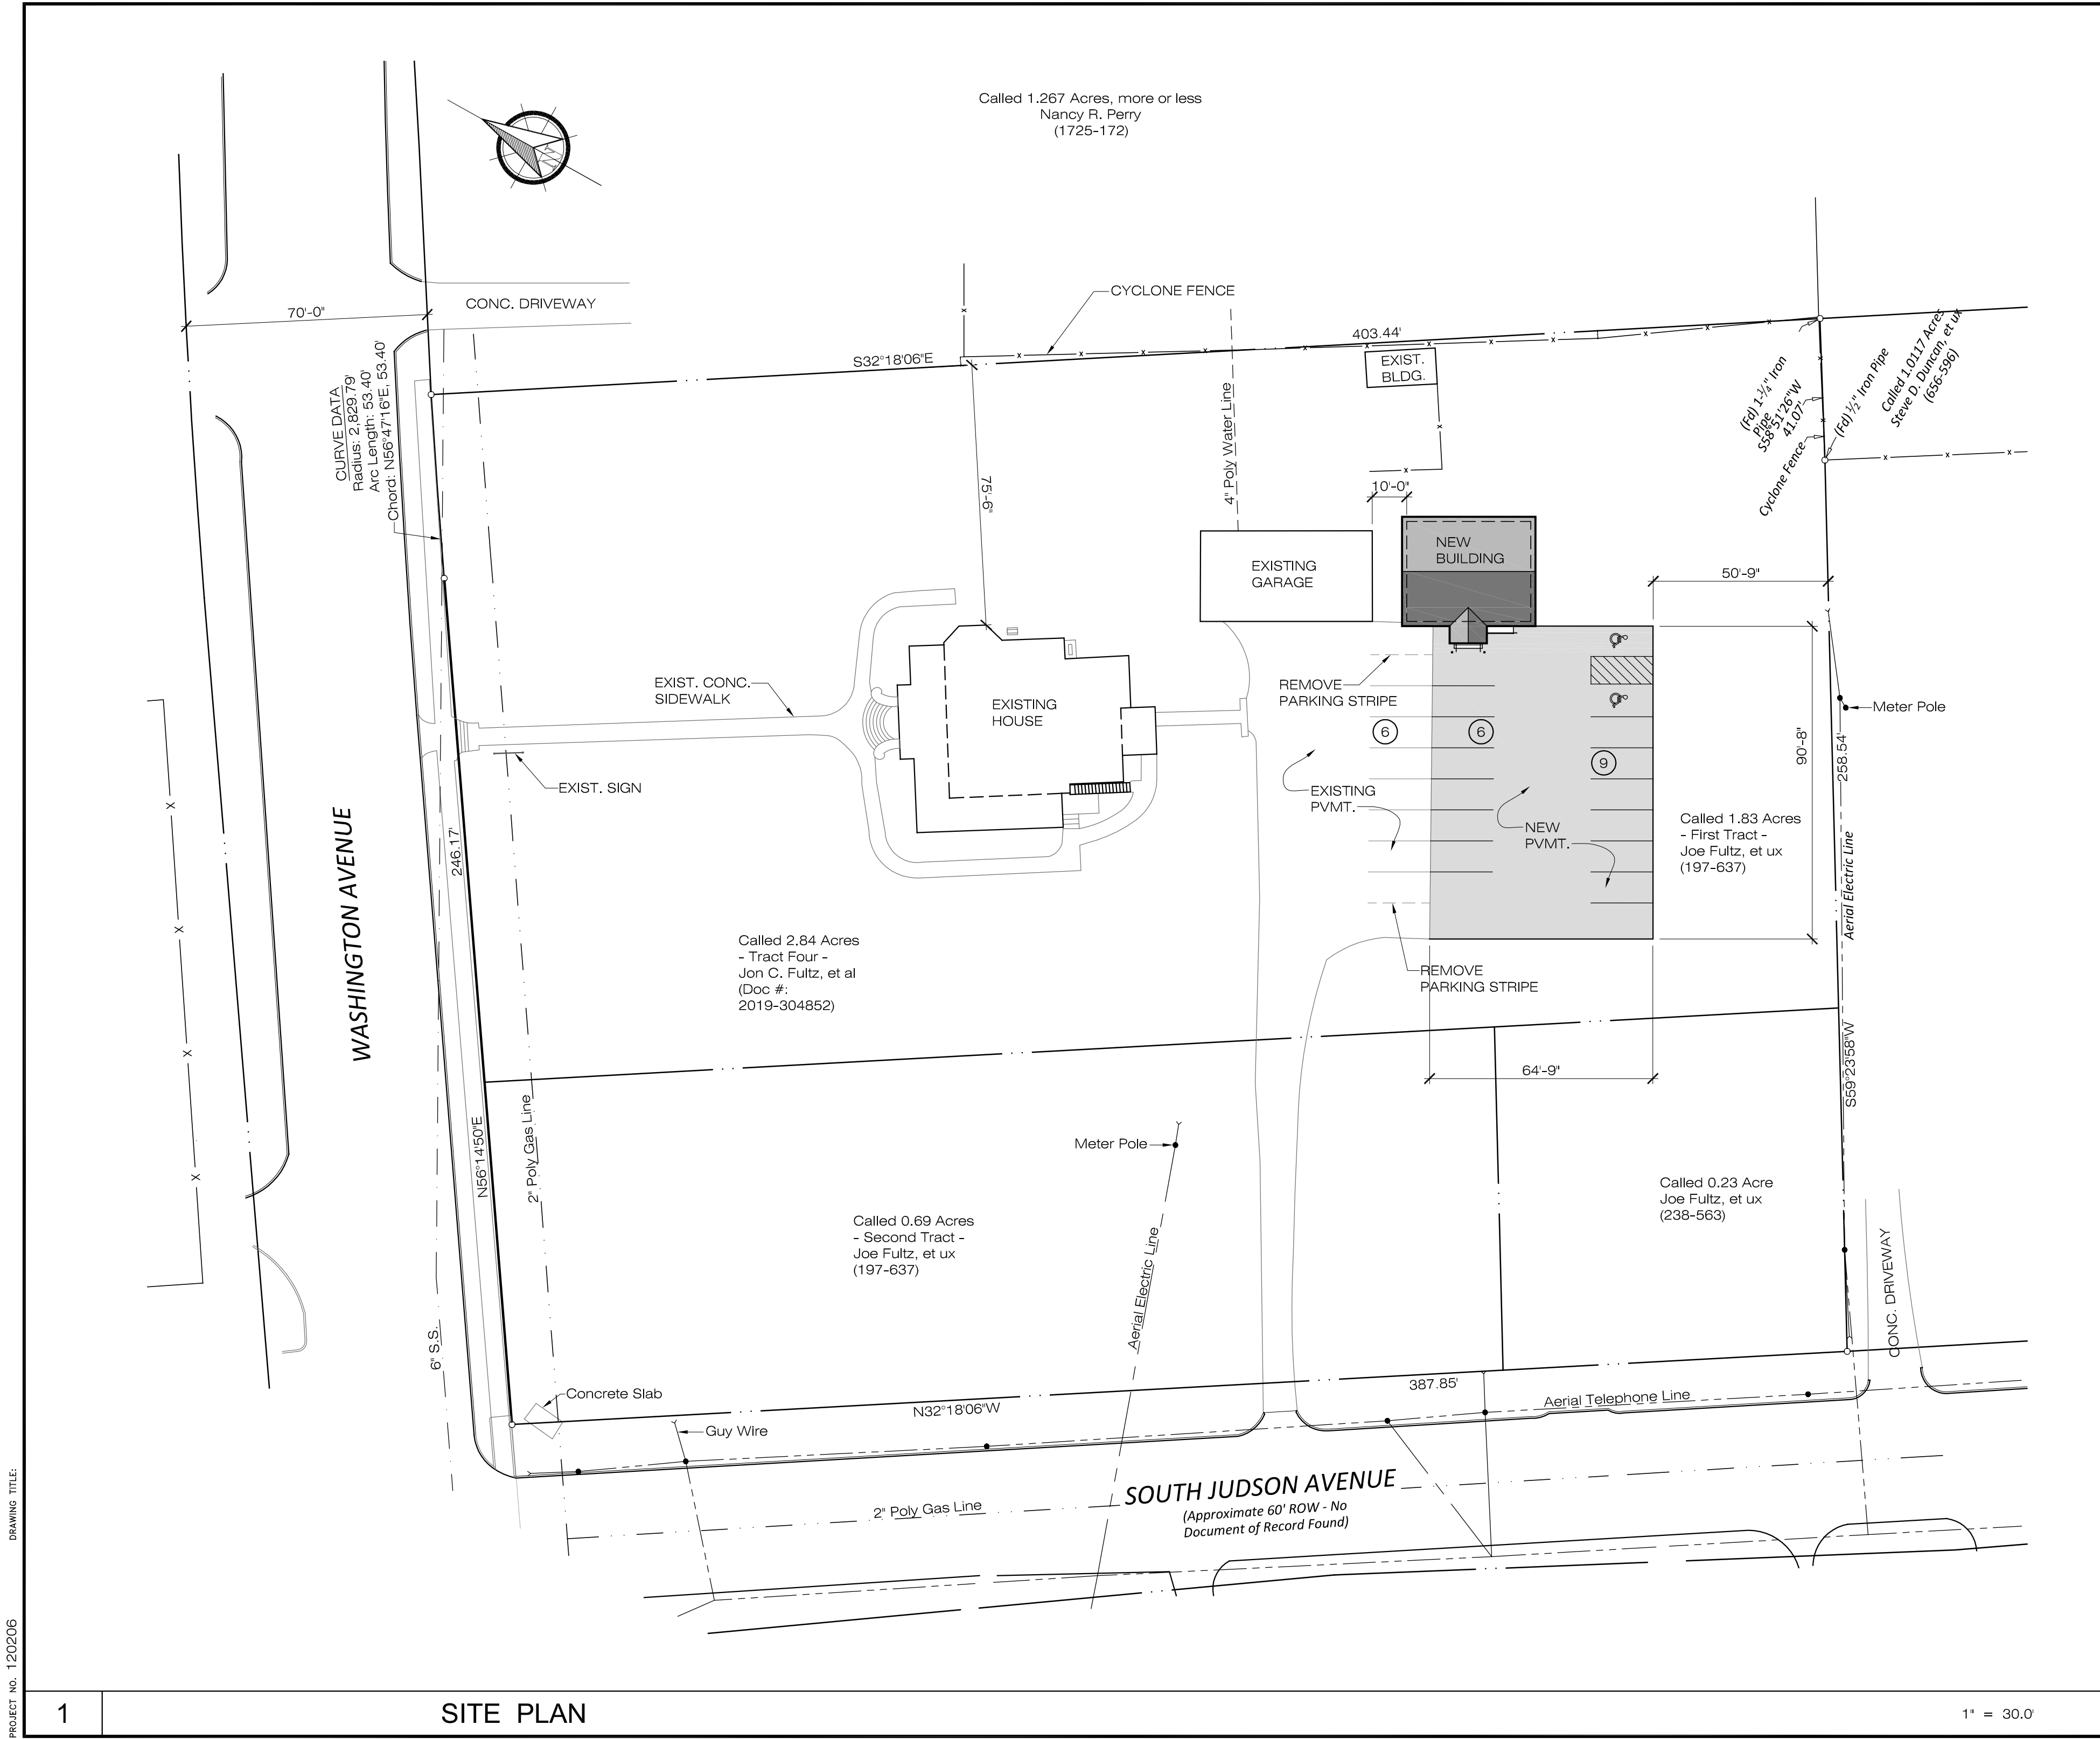 Called 1.267 Acres, more or less
Nancy R. Perry
(1725-172)
CONC. DRIVEWAY
70'-0"
CYCLONE FENCE
S32°18'06"E
403.44'
EXIST.
BLDG.
CURVE DATA
Radius: 2,829.79'
Arc Length: 53.40'
Chord: N56°47'16"E, 53.40'
75'-6"
4" Poly Water Line
(Fd) 1-¼" Iron
Pipe
S58°51'26"W
41.07'
Cyclone Fence
(Fd) ½" Iron Pipe
Called 1.0117 Acres
Steve D. Duncan, et ux
(656-596)
10'-0"
NEW
BUILDING
EXISTING
GARAGE
50'-9"
EXIST. CONC.
SIDEWALK
EXISTING
HOUSE
REMOVE
PARKING STRIPE
6
6
9
Meter Pole
90'-8"
258.54'
EXIST. SIGN
EXISTING
PVMT.
NEW
PVMT.
Called 1.83 Acres
- First Tract -
Joe Fultz, et ux
(197-637)
Aerial Electric Line
WASHINGTON AVENUE
246.17'
Called 2.84 Acres
- Tract Four -
Jon C. Fultz, et al
(Doc #:
2019-304852)
REMOVE
PARKING STRIPE
64'-9"
S59°23'58"W
N56°14'50"E
2" Poly Gas Line
Meter Pole
Called 0.69 Acres
- Second Tract -
Joe Fultz, et ux
(197-637)
Aerial Electric Line
Called 0.23 Acre
Joe Fultz, et ux
(238-563)
CONC. DRIVEWAY
6" S.S.
Concrete Slab
Guy Wire
N32°18'06"W
387.85'
Aerial Telephone Line
2" Poly Gas Line
SOUTH JUDSON AVENUE
(Approximate 60' ROW - No
Document of Record Found)
DRAWING TITLE:
PROJECT NO. 120206
1
SITE PLAN
1" = 30.0'